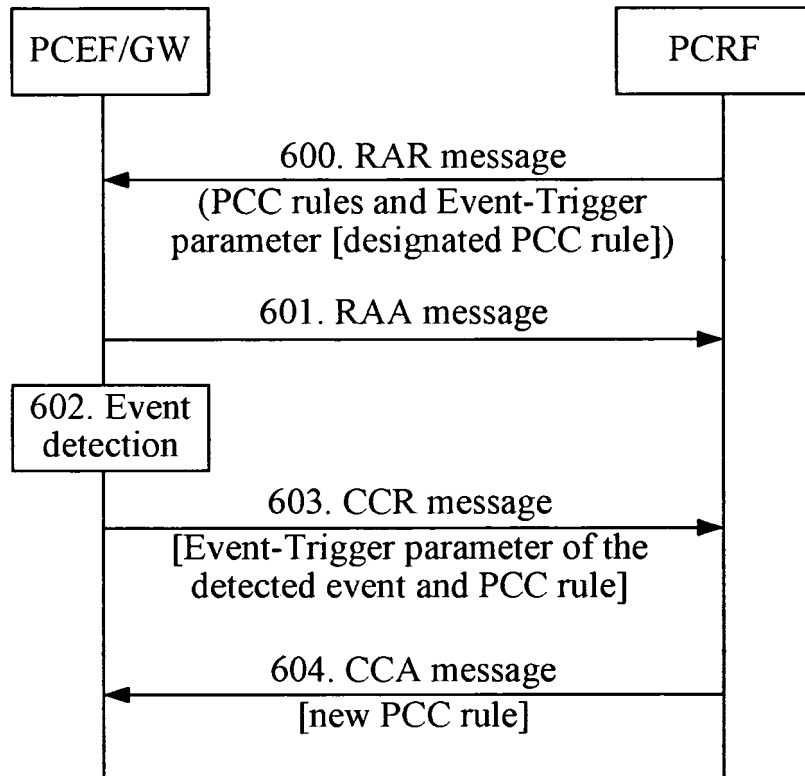 PCEF/GW
PCRF
600. RAR message
(PCC rules and Event-Trigger
parameter [designated PCC rule])
601. RAA message
602. Event
detection
603. CCR message
[Event-Trigger parameter of the
detected event and PCC rule]
604. CCA message
[new PCC rule]